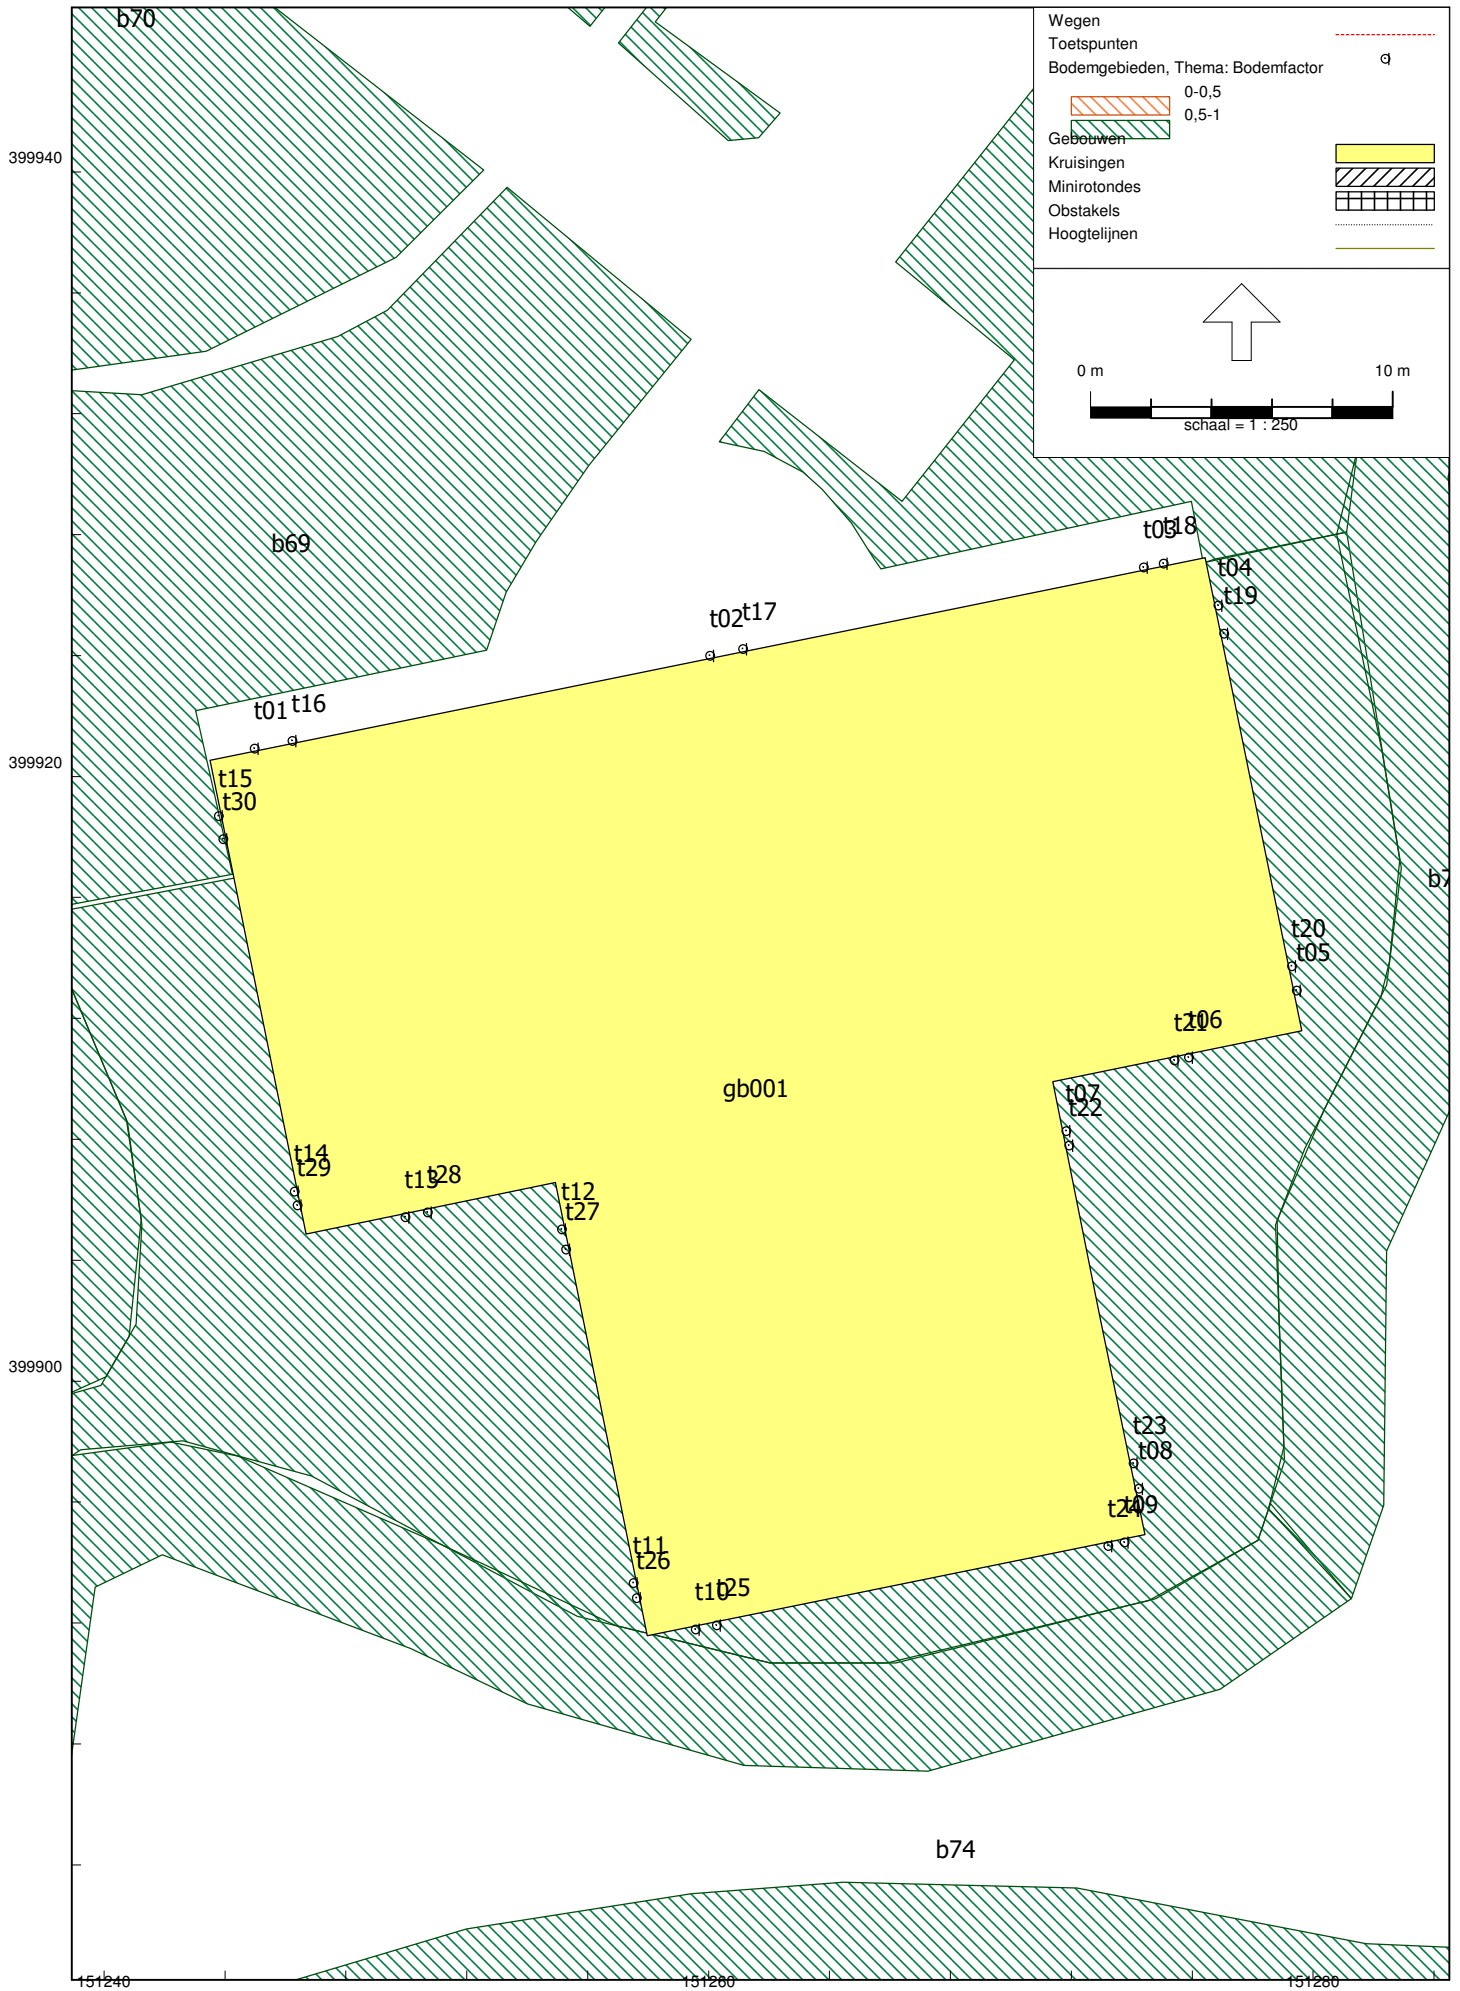 b70
Wegen
Toetspunten
Bodemgebieden, Thema: Bodemfactor
0-0,5
0,5-1
Gebouwen
Kruisingen
Minirotondes
Obstakels
Hoogtelijnen
399940
0 m 10 m
schaal = 1 : 250
b69
t03 t18
t04
t19
t02 t17
t01 t16
399920
t15
t30
b7
t20
t05
t21 t06
gb001
t07
t22
t14
t29
t13 t28
t12
t27
399900
t23
t08
t24 t09
t11
t26
t10 t25
b74
151240 151260 151280